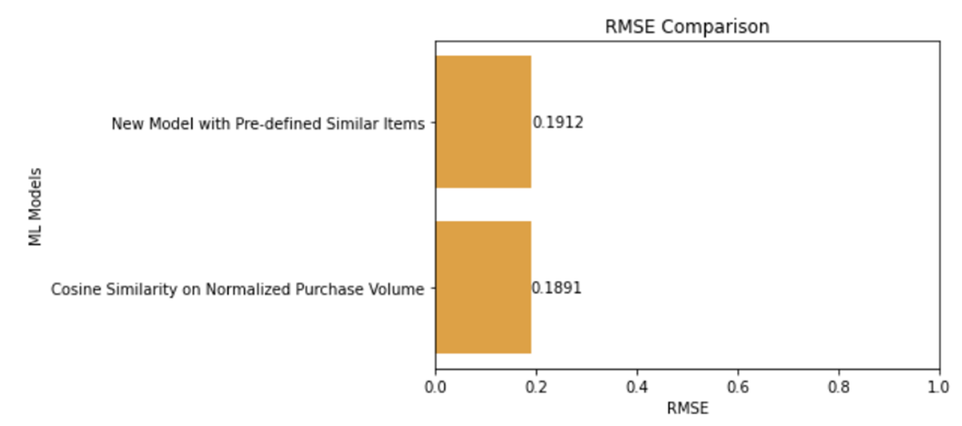 RMSE Comparison
New Model with Pre-defined Similar Items
0.1912
ML Models
Cosine Similarity on Normalized Purchase Volume
0.1891
0.0 0.2 0.4 0.6 0.8 1.0
RMSE